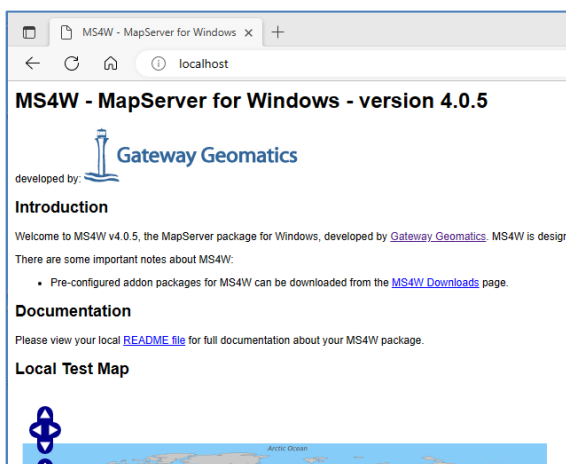 MS4W - MapServer for Windows
localhost
MS4W - MapServer for Windows - version 4.0.5
developed by: Gateway Geomatics
Introduction
Welcome to MS4W v4.0.5, the MapServer package for Windows, developed by Gateway Geomatics. MS4W is design
There are some important notes about MS4W:
• Pre-configured addon packages for MS4W can be downloaded from the MS4W Downloads page.
Documentation
Please view your local README file for full documentation about your MS4W package.
Local Test Map
Arctic Ocean